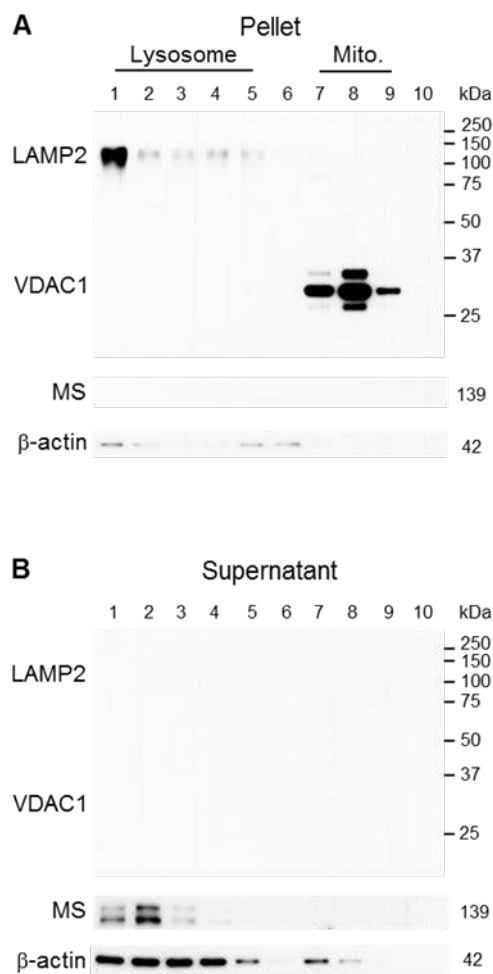 A Pellet
Lysosome Mito.
1 2 3 4 5 6 7 8 9 10 kDa
LAMP2
VDAC1
250
150
100
75
50
37
25
MS 139
β-actin 42
B Supernatant
1 2 3 4 5 6 7 8 9 10 kDa
LAMP2
VDAC1
250
150
100
75
50
37
25
MS 139
β-actin 42